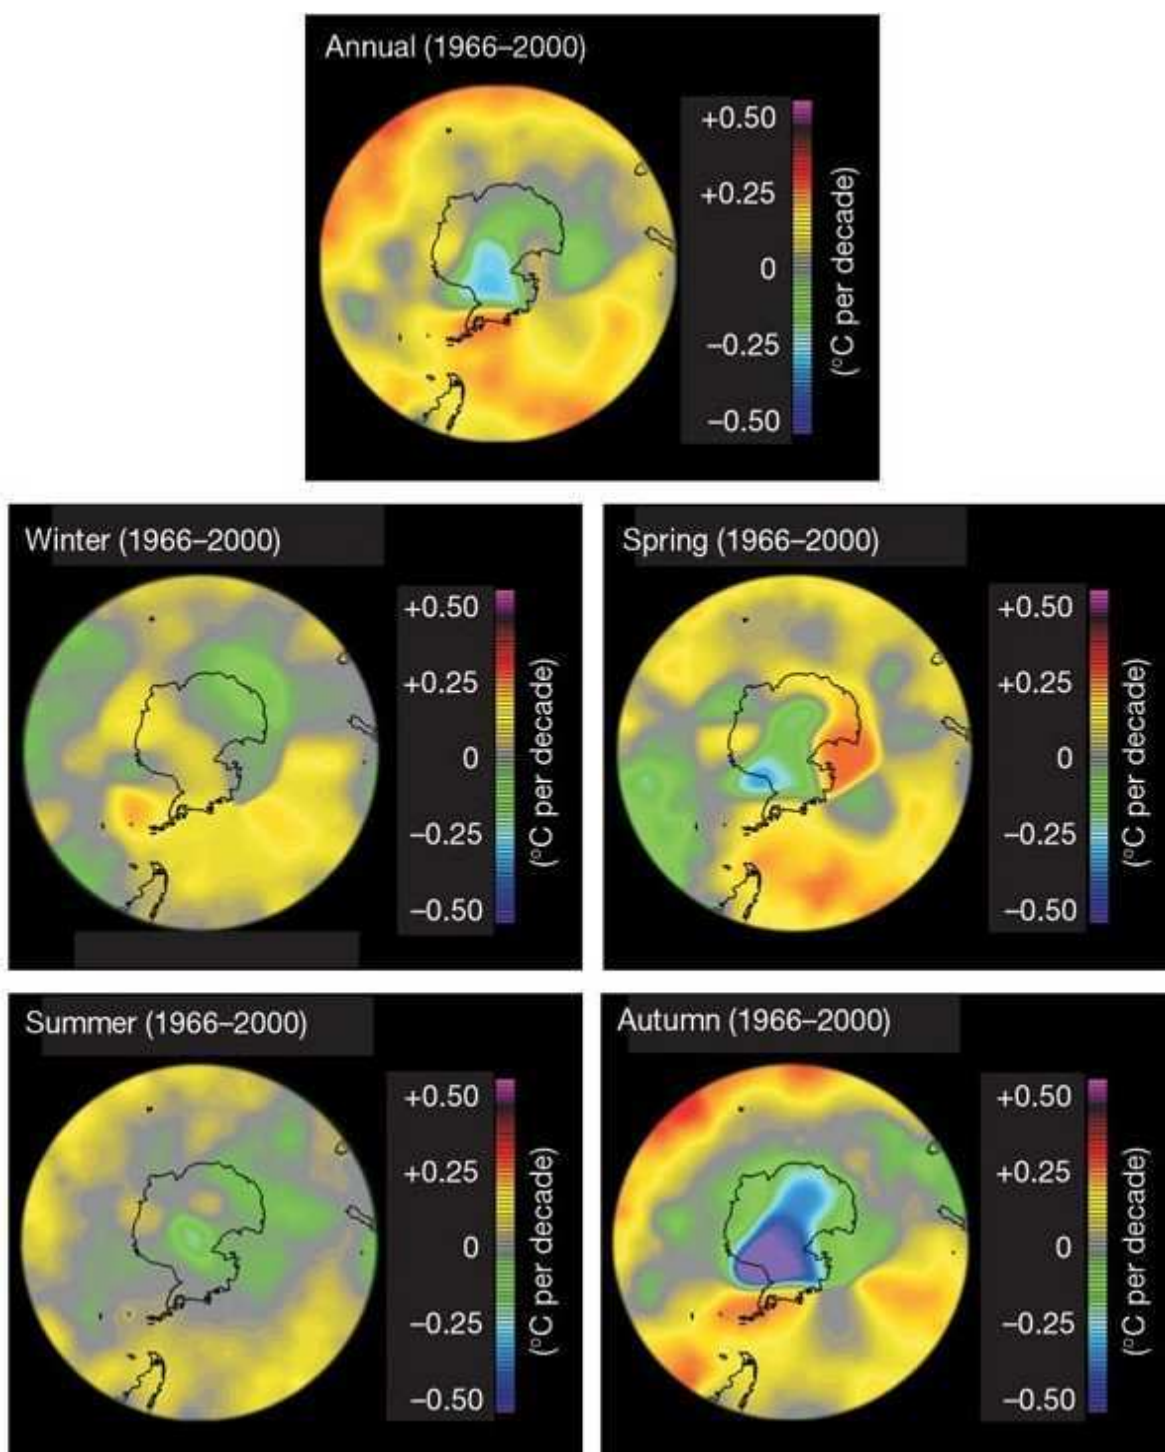 Annual (1966–2000)
+0.50
+0.25
0
–0.25
–0.50
(°C per decade)
Winter (1966–2000)
+0.50
+0.25
0
–0.25
–0.50
(°C per decade)
Spring (1966–2000)
+0.50
+0.25
0
–0.25
–0.50
(°C per decade)
Summer (1966–2000)
+0.50
+0.25
0
–0.25
–0.50
(°C per decade)
Autumn (1966–2000)
+0.50
+0.25
0
–0.25
–0.50
(°C per decade)